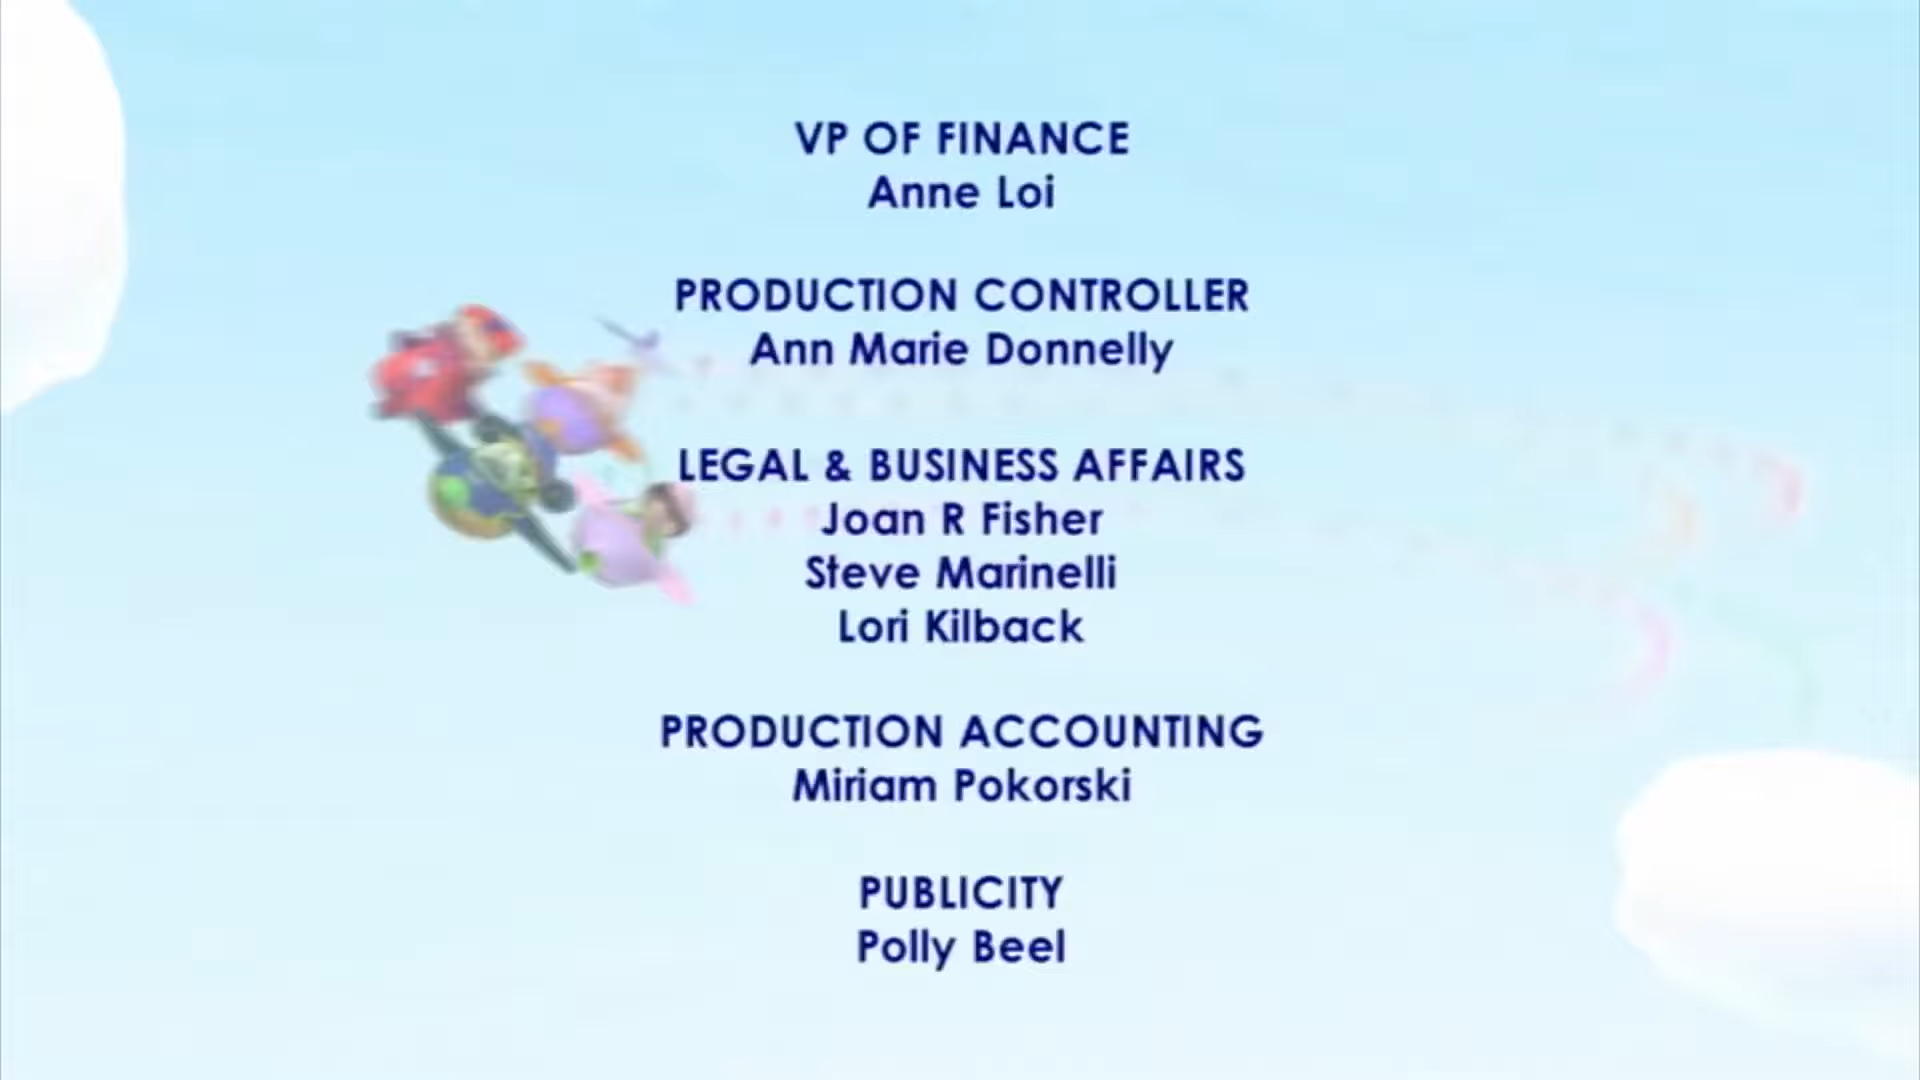 VP OF FINANCE
Anne Loi
PRODUCTION CONTROLLER
Ann Marie Donnelly
LEGAL & BUSINESS AFFAIRS
Joan R Fisher
Steve Marinelli
Lori Kilback
PRODUCTION ACCOUNTING
Miriam Pokorski
PUBLICITY
Polly Beel